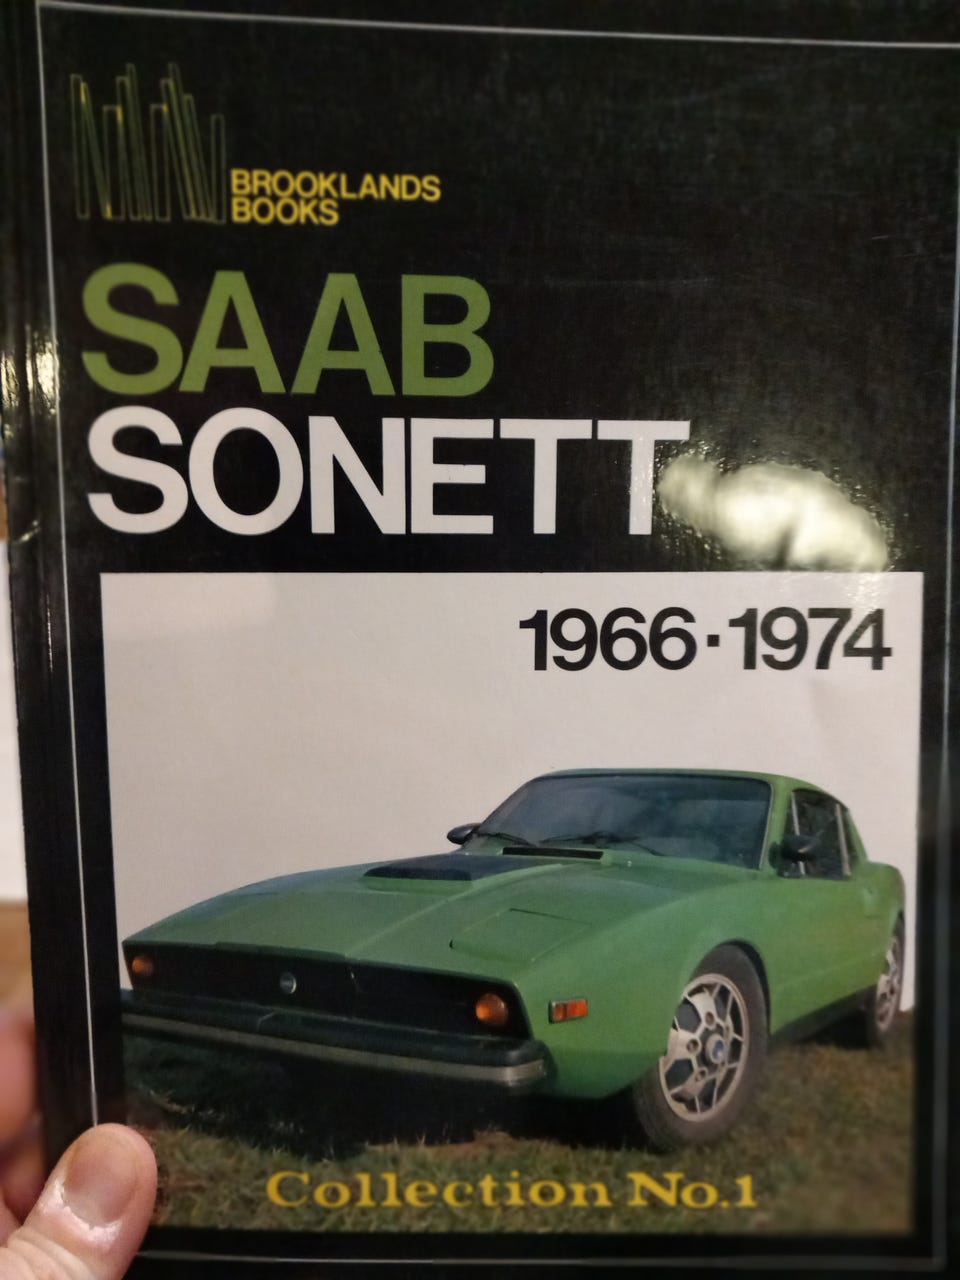 BROOKLANDS
BOOKS
SAAB
SONETT
1966·1974
Collection No.1